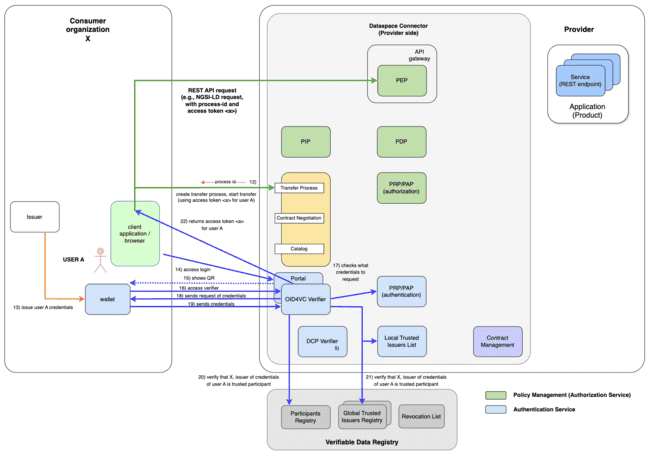 Consumer
organization
X
Dataspace Connector
(Provider side)
Provider
API
gateway
PEP
Service
(REST endpoint)
Application
(Product)
REST API request
(e.g., NGSI-LD request,
with process-id and
access token <a>)
PIP
PDP
process id
12)
create transfer process, start transfer
(using access token <a> for user A)
Transfer Process
PRP/PAP
(authorization)
Issuer
client
application /
browser
22) returns access token <a>
for user A
Contract Negotiation
Catalog
USER A
14) access login
15) shows QR
17) checks what
credentials to
request
Portal
16) access verifier
18) sends request of credentials
19) sends credentials
wallet
OID4VC Verifier
PRP/PAP
(authentication)
13) issue user A credentials
DCP Verifier
Local Trusted
Issuers List
Contract
Management
20) verify that X, issuer of credentials
of user A is trusted participant
21) verify that X, issuer of credentials
of user A is trusted participant
Participants
Registry
Global Trusted
Issuers Registry
Revocation List
Verifiable Data Registry
Policy Management (Authorization Service)
Authentication Service